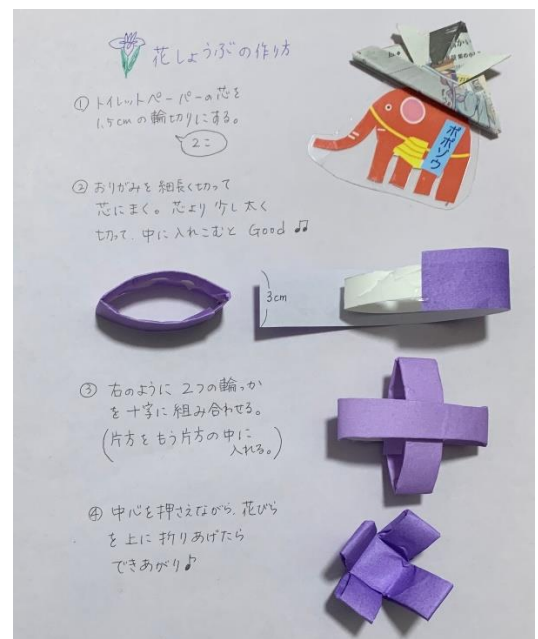 花しょうぶの作り方
① トイレットペーパーの芯を
1.5cmの輪切りにする。
2こ
ポポゾウ
② おりがみを細長く切って
芯にまく。芯より少し太く
切って、中に入れこむと Good ♫
3cm
③ 右のように 2つの輪っか
を十字に組み合わせる。
(片方をもう片方の中に
入れる。)
④ 中心を押さえながら、花びら
を上に折りあげたら
できあがり♪